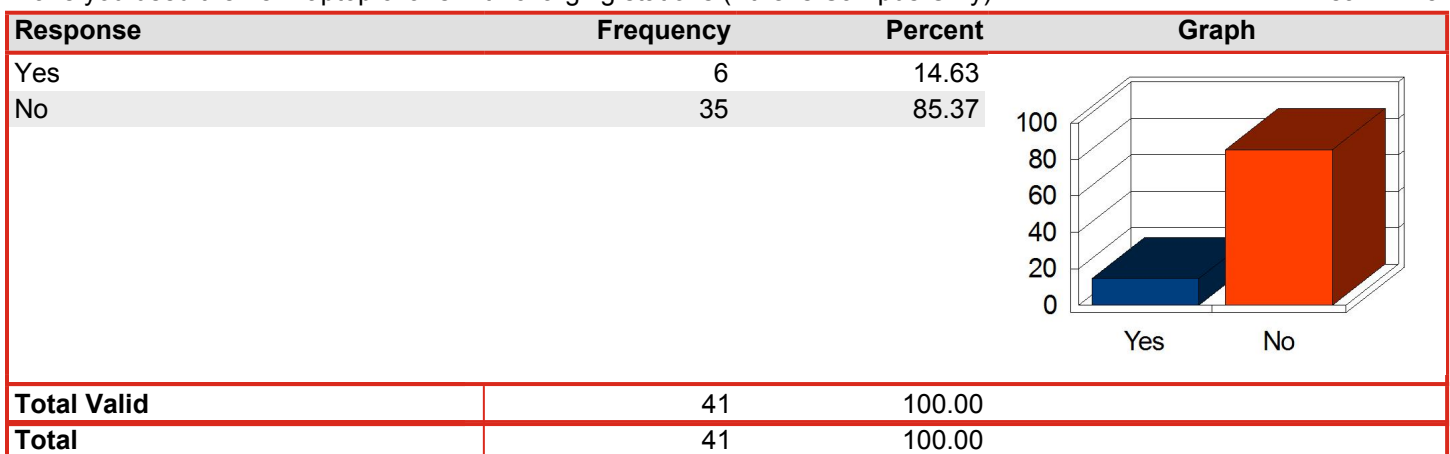 Response Frequency Percent Graph
Yes 6 14.63
No 35 85.37
100
80
60
40
20
0
Yes No
Total Valid 41 100.00
Total 41 100.00